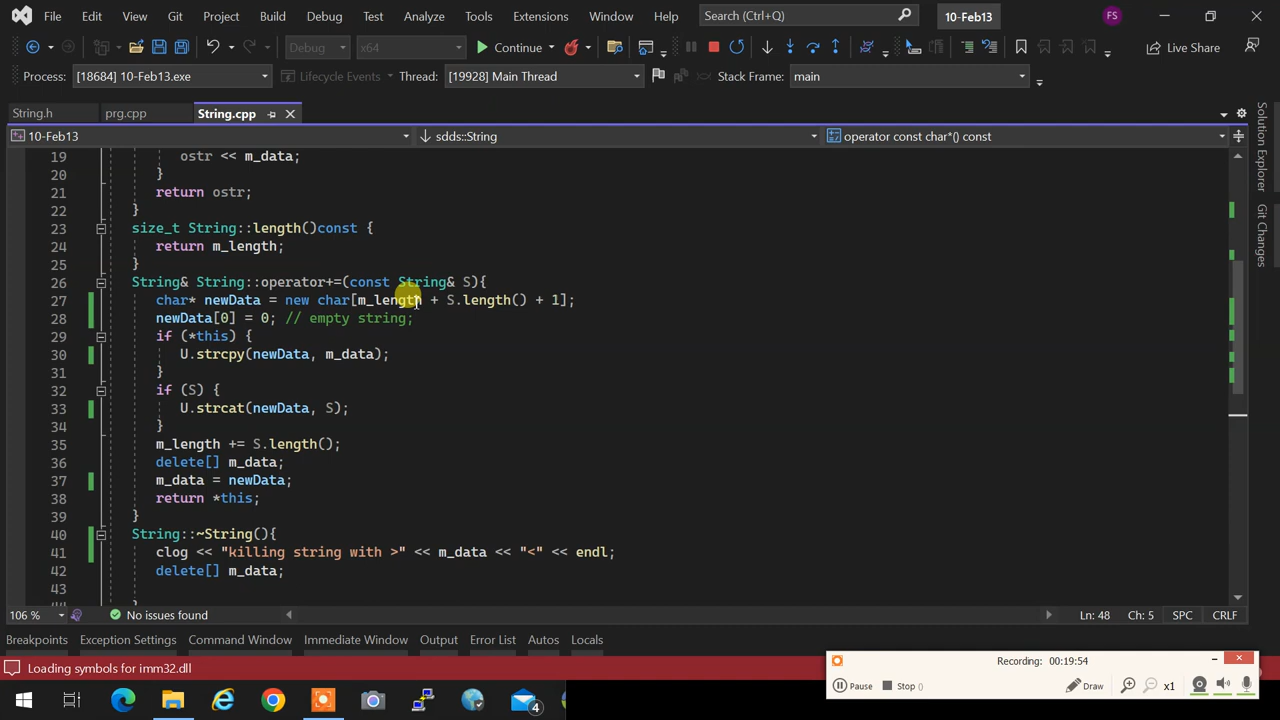 File Edit View Git Project Build Debug Test Analyze Tools Extensions Window Help Search (Ctrl+Q) 10-Feb13 FS
Debug x64 Continue Live Share
Process: [18684] 10-Feb13.exe Lifecycle Events Thread: [19928] Main Thread Stack Frame: main
String.h prg.cpp String.cpp
10-Feb13 sdds::String operator const char*() const
19 ostr << m_data;
20 }
21 return ostr;
22 }
23 size_t String::length()const {
24 return m_length;
25 }
26 String& String::operator+=(const String& S){
27 char* newData = new char[m_length + S.length() + 1];
28 newData[0] = 0; // empty string;
29 if (*this) {
30 U.strcpy(newData, m_data);
31 }
32 if (S) {
33 U.strcat(newData, S);
34 }
35 m_length += S.length();
36 delete[] m_data;
37 m_data = newData;
38 return *this;
39 }
40 String::~String(){
41 clog << "killing string with >" << m_data << "<" << endl;
42 delete[] m_data;
43
Solution Explorer
Git Changes
106 % No issues found Ln: 48 Ch: 5 SPC CRLF
Breakpoints Exception Settings Command Window Immediate Window Output Error List Autos Locals
Loading symbols for imm32.dll
Recording: 00:19:54
Pause Stop () Draw x1
4